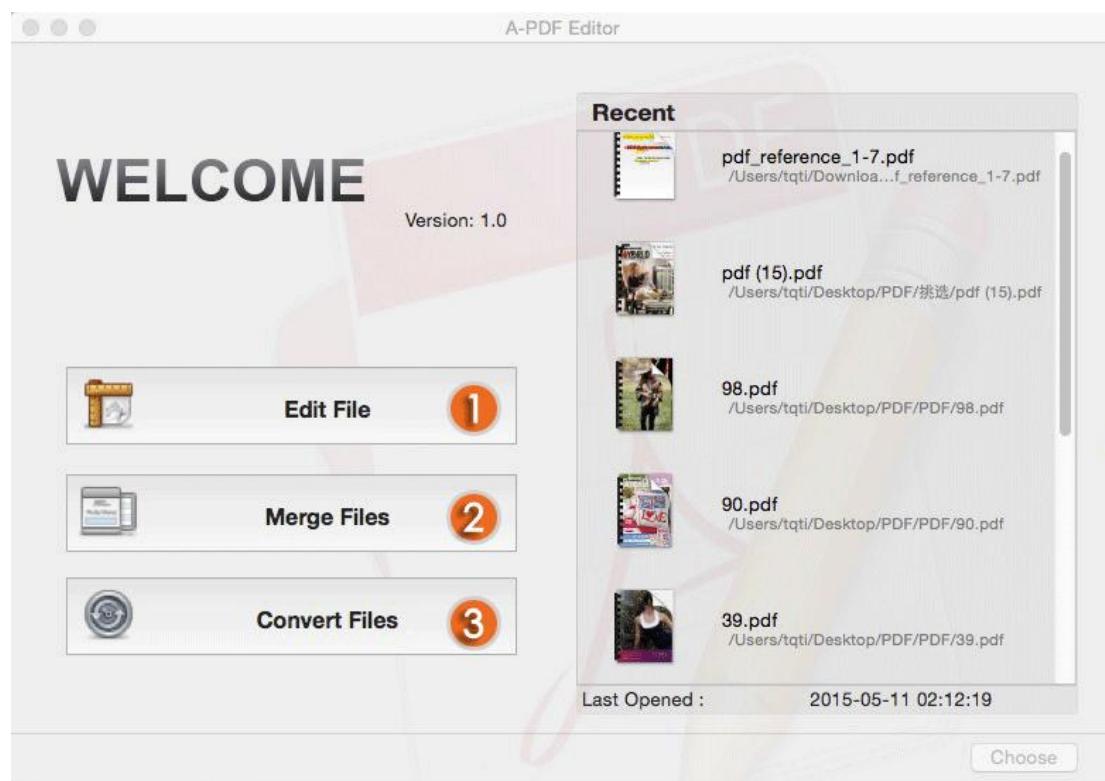 A-PDF Editor
WELCOME
Version: 1.0
Edit File
1
Merge Files
2
Convert Files
3
Recent
pdf_reference_1-7.pdf
/Users/tqti/Downloa...f_reference_1-7.pdf
pdf (15).pdf
/Users/tqti/Desktop/PDF/挑选/pdf (15).pdf
98.pdf
/Users/tqti/Desktop/PDF/PDF/98.pdf
90.pdf
/Users/tqti/Desktop/PDF/PDF/90.pdf
39.pdf
/Users/tqti/Desktop/PDF/PDF/39.pdf
Last Opened : 2015-05-11 02:12:19
Choose